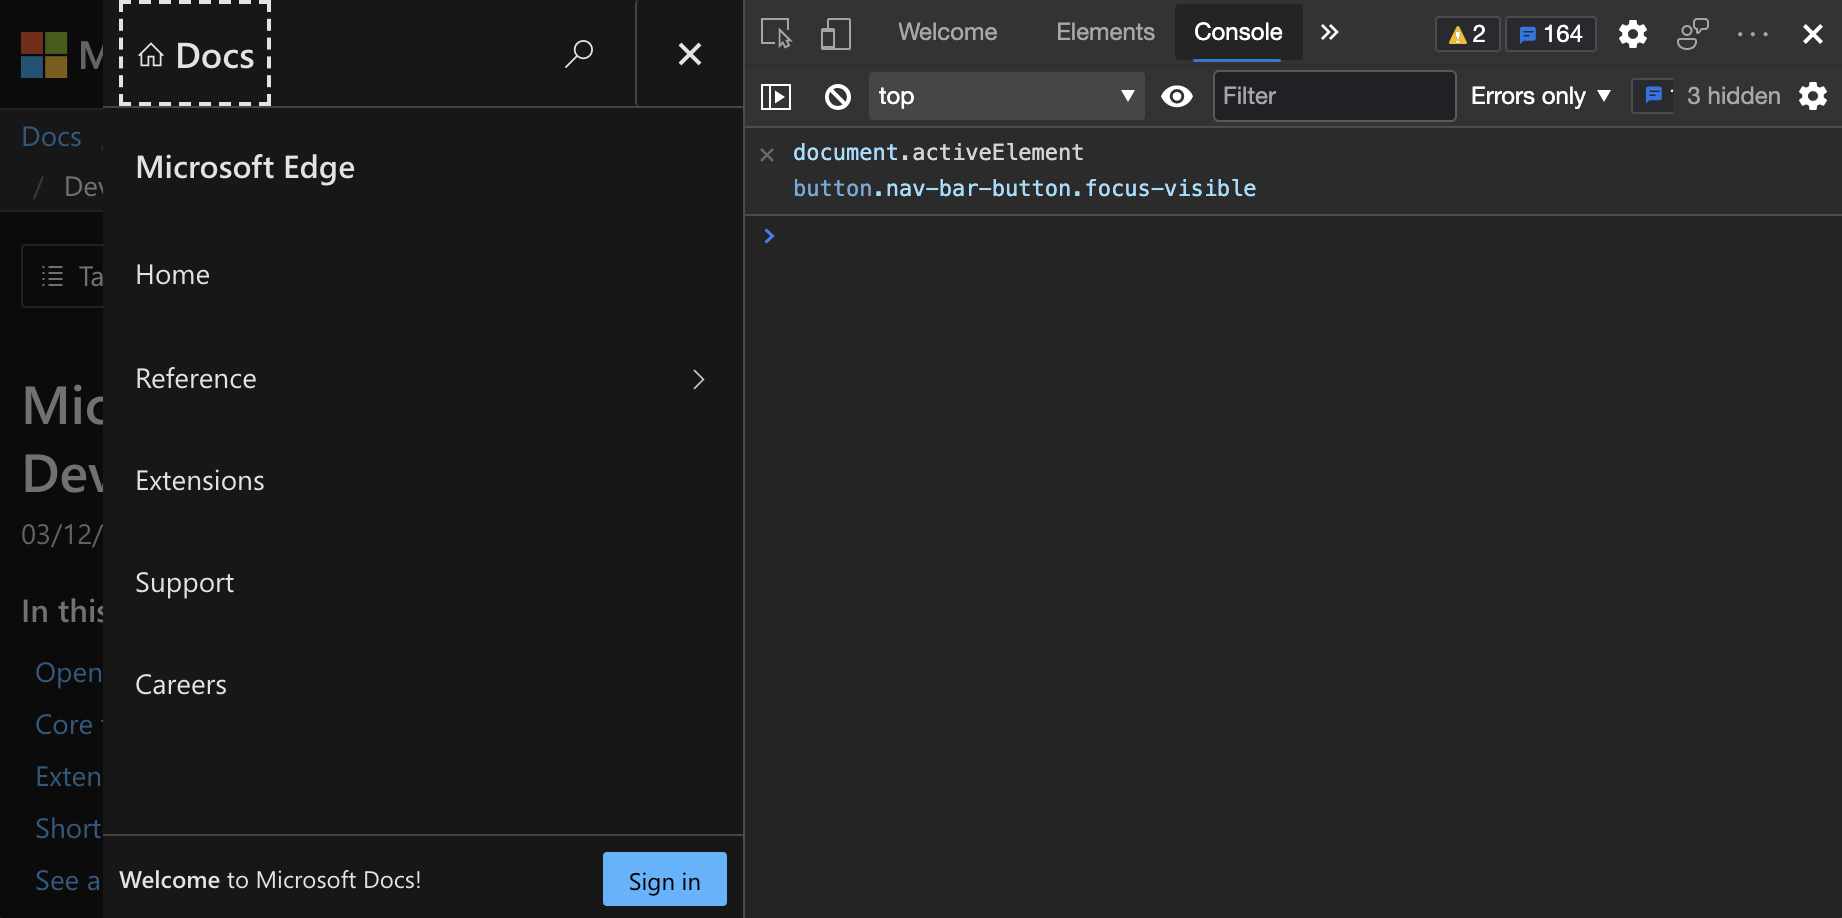 M
Docs
Docs
/ Dev
Ta
Mic
Dev
03/12/
In this
Open
Core
Exten
Short
See a
Microsoft Edge
Home
Reference
Extensions
Support
Careers
Welcome to Microsoft Docs!
Sign in
Welcome Elements Console 2 164
top Filter Errors only 3 hidden
document.activeElement
button.nav-bar-button.focus-visible